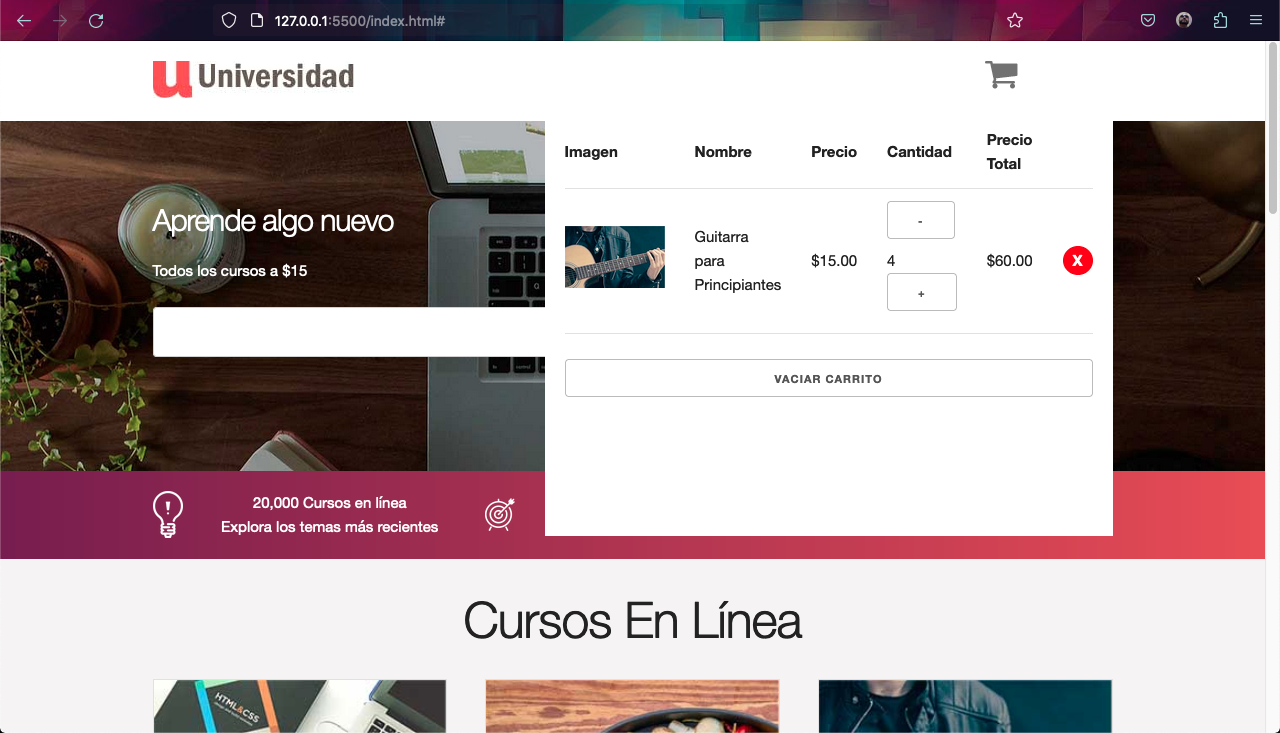 127.0.0.1:5500/index.html#
u Universidad
Imagen Nombre Precio Cantidad Precio Total
Aprende algo nuevo
Todos los cursos a $15
Guitarra para Principiantes
$15.00
-
4
+
$60.00
X
VACIAR CARRITO
20,000 Cursos en línea
Explora los temas más recientes
Cursos En Línea
HTML&CSS